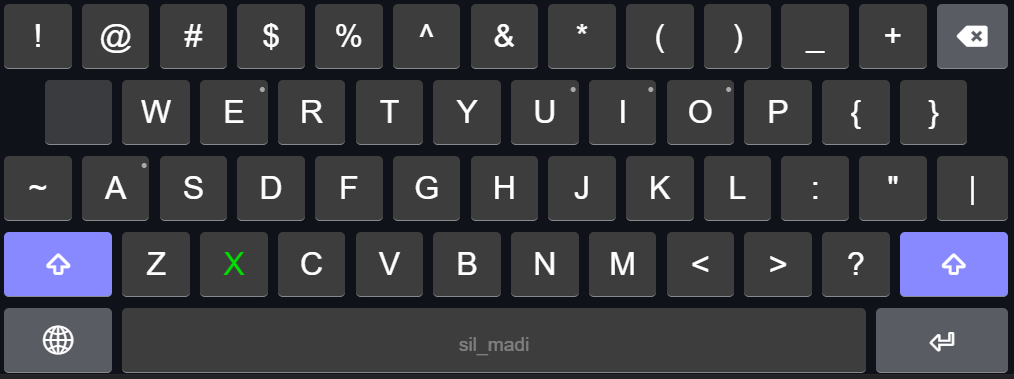 ! @ # $ % ^ & * ( ) _ +
W E R T Y U I O P { }
~ A S D F G H J K L : " |
Z X C V B N M < > ?
sil_madi